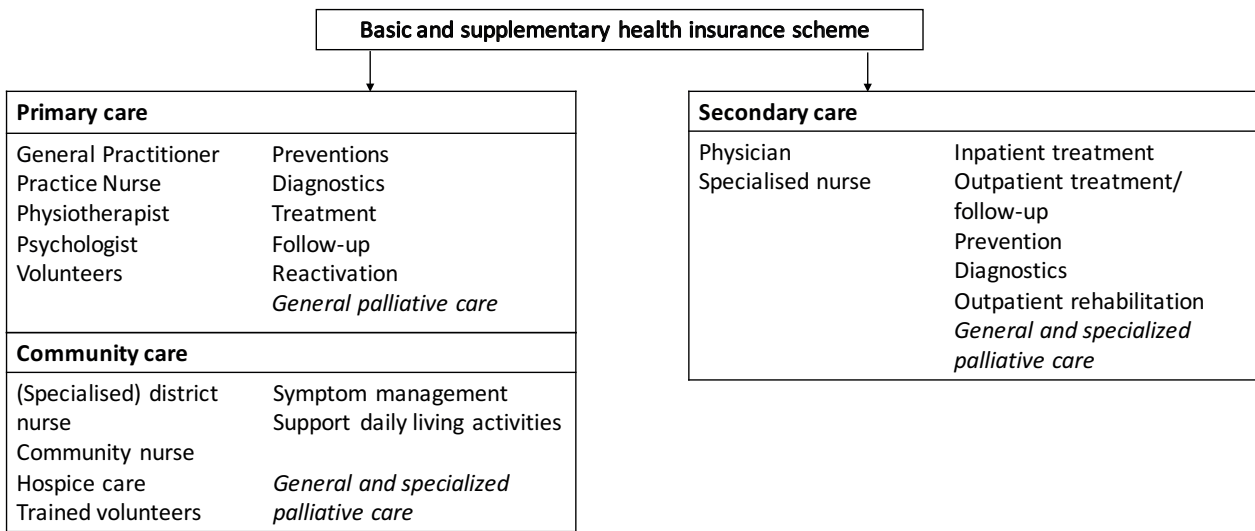 Basic and supplementary health insurance scheme
Primary care
General Practitioner
Practice Nurse
Physiotherapist
Psychologist
Volunteers
Preventions
Diagnostics
Treatment
Follow-up
Reactivation
General palliative care
Community care
(Specialised) district
nurse
Community nurse
Hospice care
Trained volunteers
Symptom management
Support daily living activities
General and specialized
palliative care
Secondary care
Physician
Specialised nurse
Inpatient treatment
Outpatient treatment/
follow-up
Prevention
Diagnostics
Outpatient rehabilitation
General and specialized
palliative care